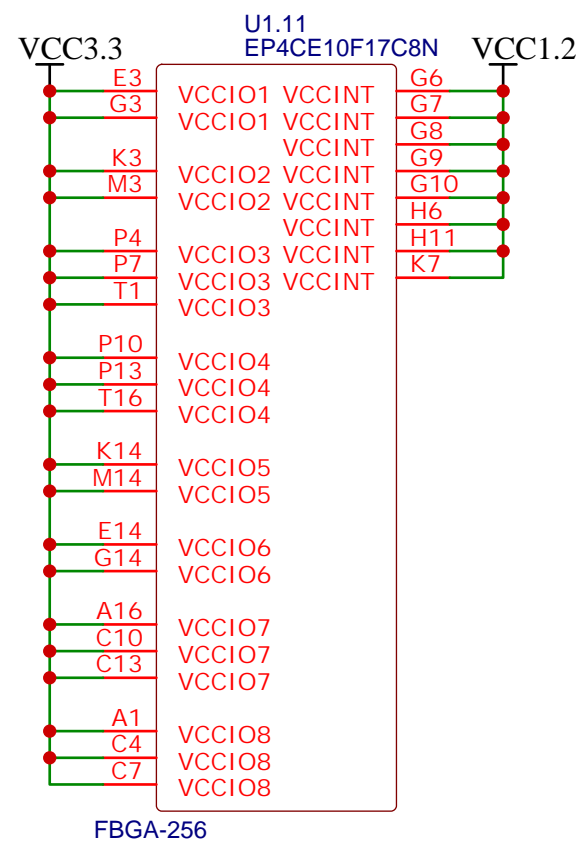 U1.11
EP4CE10F17C8N
VCC3.3
VCC1.2
E3 VCCIO1 VCCINT G6
G3 VCCIO1 VCCINT G7
VCCINT G8
K3 VCCIO2 VCCINT G9
M3 VCCIO2 VCCINT G10
VCCINT H6
P4 VCCIO3 VCCINT H11
P7 VCCIO3 VCCINT K7
T1 VCCIO3
P10 VCCIO4
P13 VCCIO4
T16 VCCIO4
K14 VCCIO5
M14 VCCIO5
E14 VCCIO6
G14 VCCIO6
A16 VCCIO7
C10 VCCIO7
C13 VCCIO7
A1 VCCIO8
C4 VCCIO8
C7 VCCIO8
FBGA-256